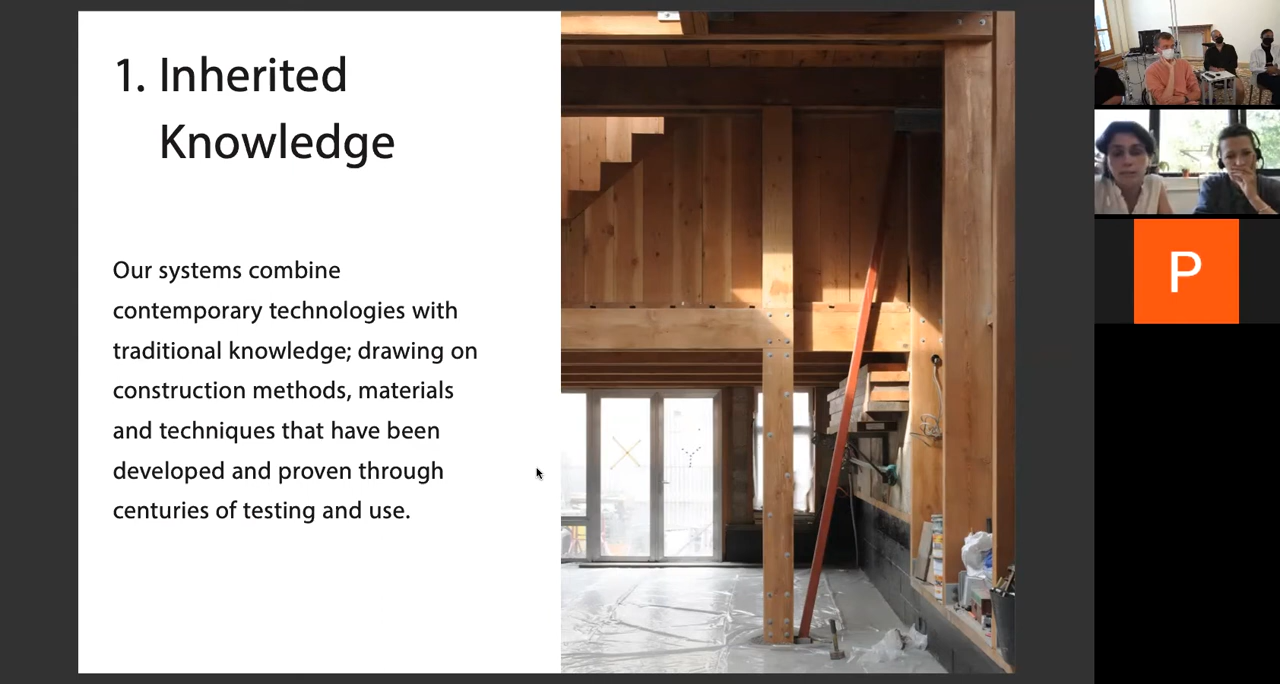 1. Inherited
Knowledge
Our systems combine
contemporary technologies with
traditional knowledge; drawing on
construction methods, materials
and techniques that have been
developed and proven through
centuries of testing and use.
P